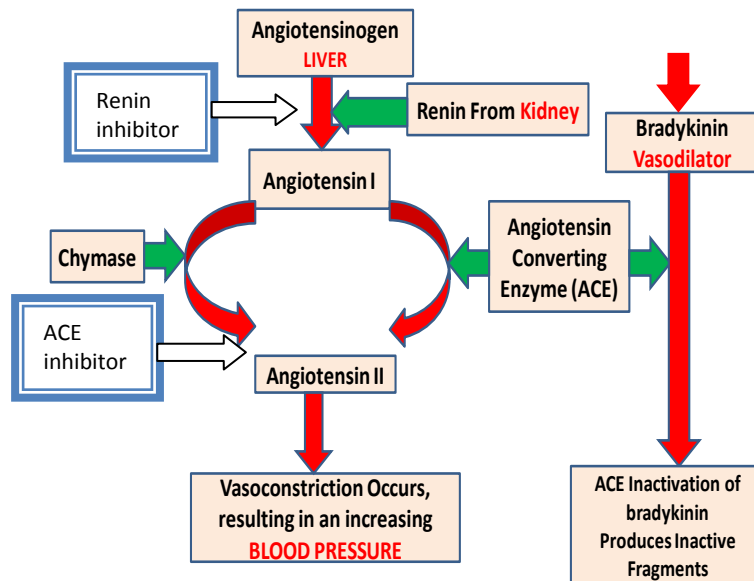 Angiotensinogen
LIVER
Renin
inhibitor
Renin From Kidney
Bradykinin
Vasodilator
Angiotensin I
Chymase
Angiotensin
Converting
Enzyme (ACE)
ACE
inhibitor
Angiotensin II
Vasoconstriction Occurs,
resulting in an increasing
BLOOD PRESSURE
ACE Inactivation of
bradykinin
Produces Inactive
Fragments